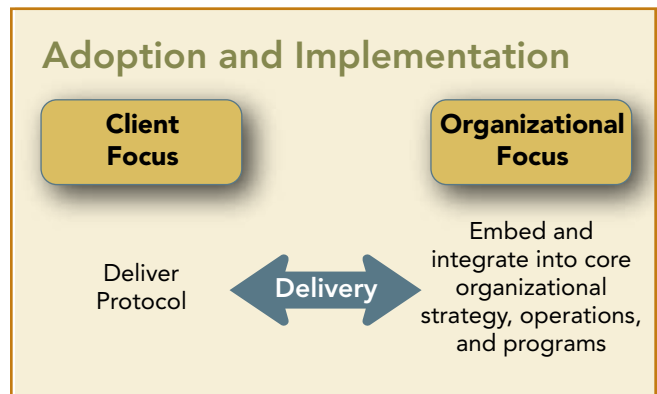 Adoption and Implementation
Client
Focus
Organizational
Focus
Deliver
Protocol
Delivery
Embed and
integrate into core
organizational
strategy, operations,
and programs